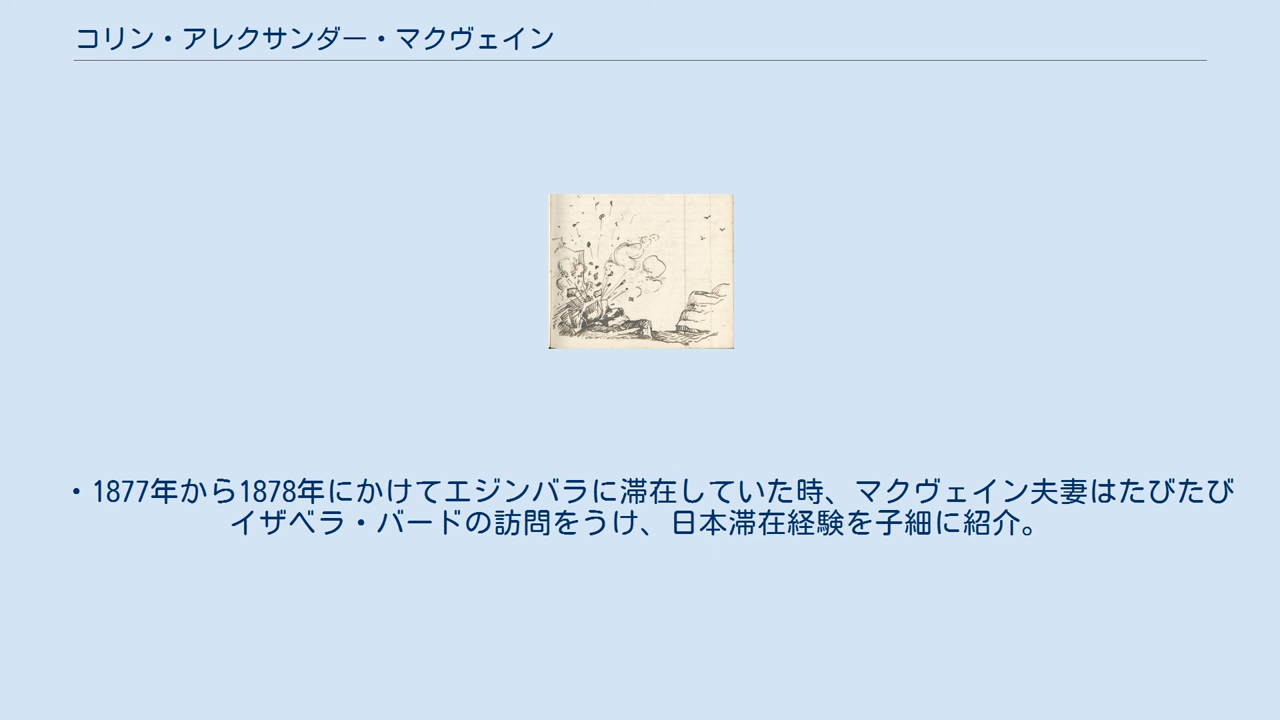 コリン・アレクサンダー・マクヴェイン
・1877年から1878年にかけてエジンバラに滞在していた時、マクヴェイン夫妻はたびたび
イザベラ・バードの訪問をうけ、日本滞在経験を子細に紹介。